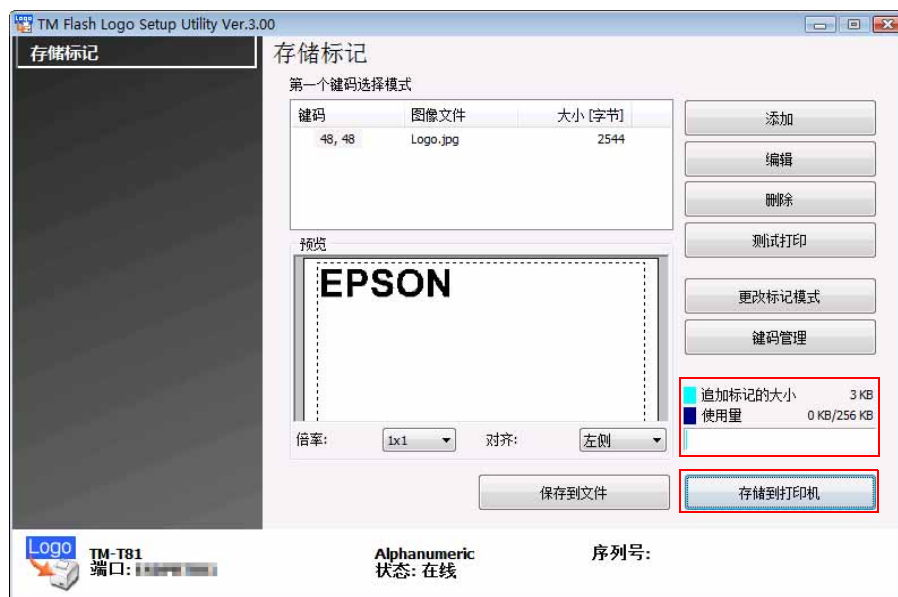 TM Flash Logo Setup Utility Ver.3.00
存储标记
存储标记
第一个键码选择模式
键码 图像文件 大小 [字节]
48, 48 Logo.jpg 2544
添加
编辑
删除
测试打印
预览
EPSON
更改标记模式
键码管理
追加标记的大小 3 KB
使用量 0 KB/256 KB
倍率: 1x1 对齐: 左侧
保存到文件 存储到打印机
Logo
TM-T81 Alphanumeric 序列号:
端口: 状态: 在线